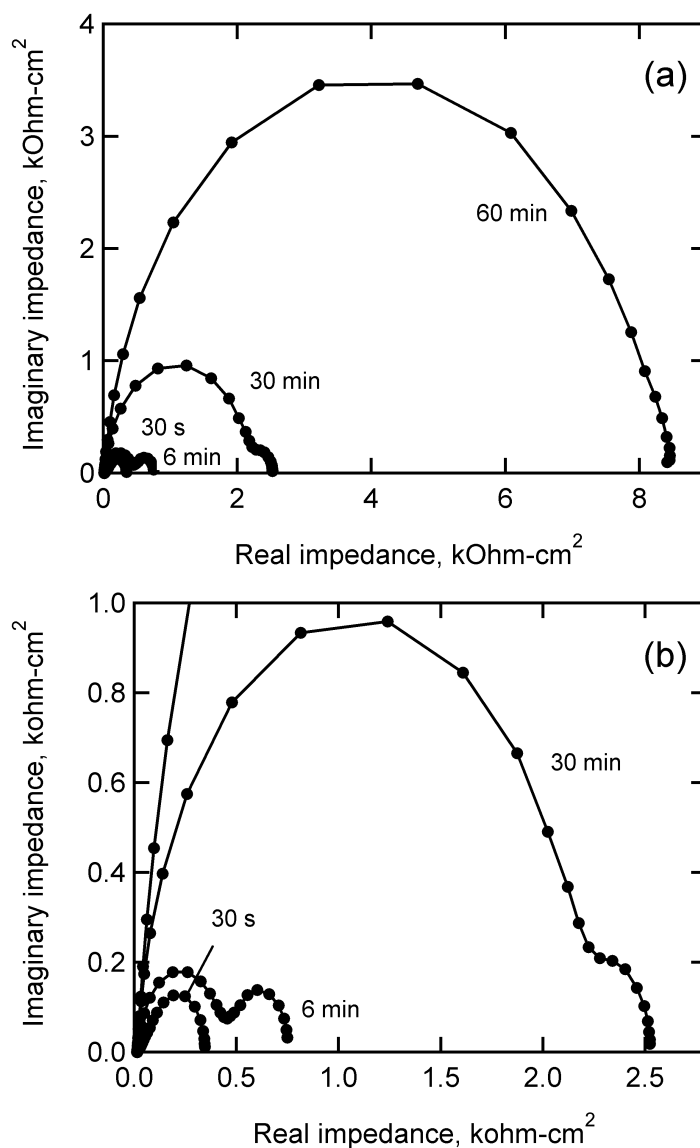 4
(a)
3
60 min
2
1
30 min
30 s
6 min
0
0 2 4 6 8
Imaginary impedance, kOhm-cm²
Real impedance, kOhm-cm²
1.0
(b)
0.8
30 min
0.6
0.4
30 s
0.2
6 min
0.0
0.0 0.5 1.0 1.5 2.0 2.5
Imaginary impedance, kohm-cm²
Real impedance, kohm-cm²